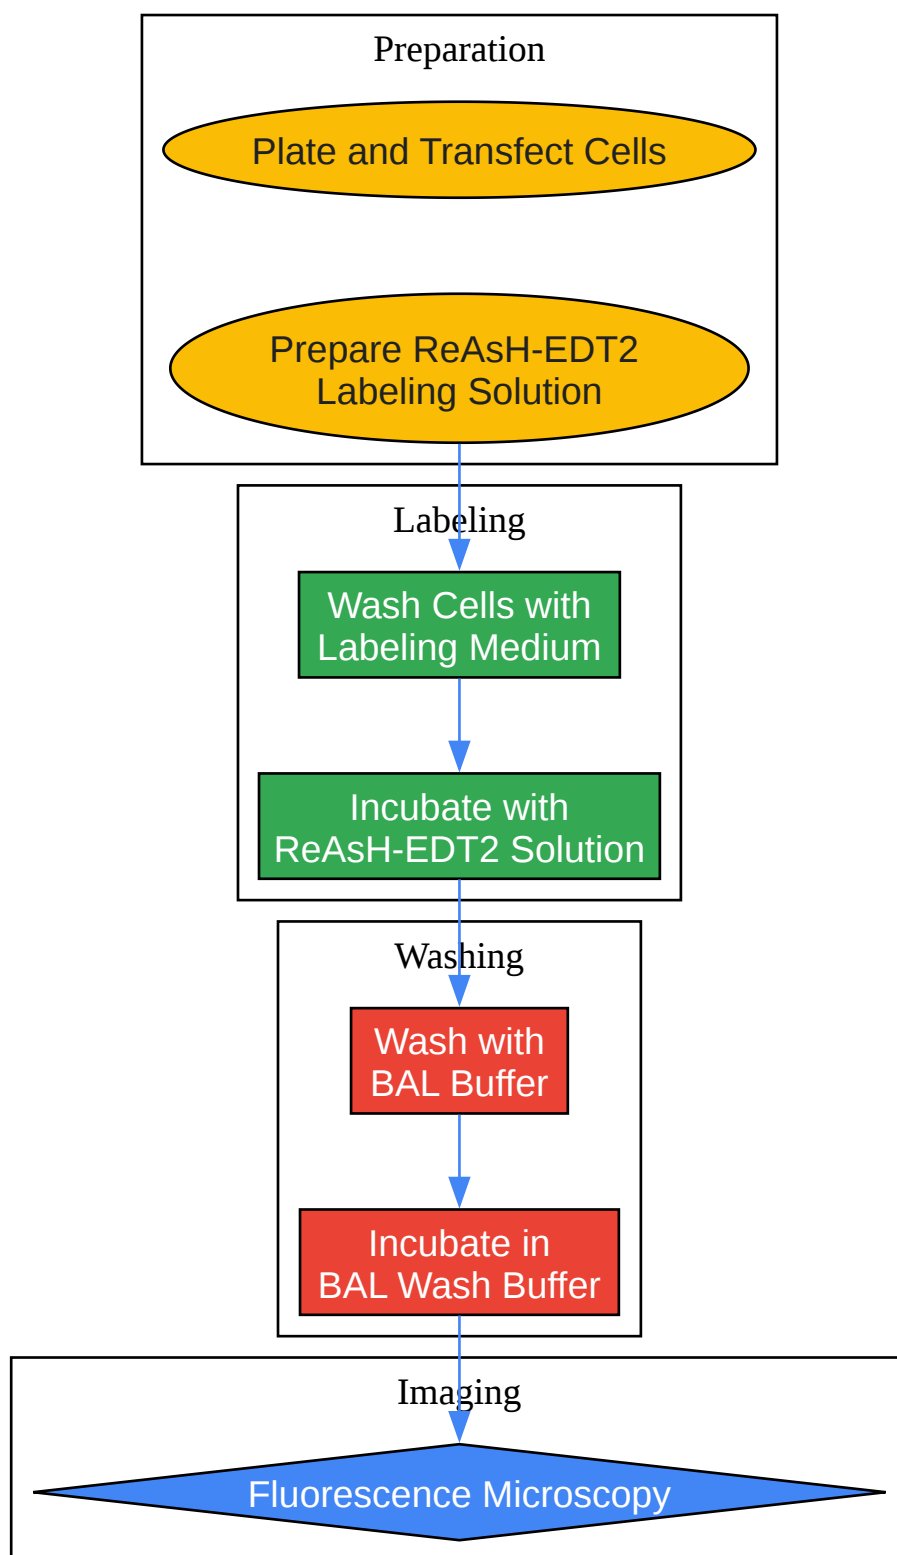 Preparation
Plate and Transfect Cells
Prepare ReAsH-EDT2
Labeling Solution
Labeling
Wash Cells with
Labeling Medium
Incubate with
ReAsH-EDT2 Solution
Washing
Wash with
BAL Buffer
Incubate in
BAL Wash Buffer
Imaging
Fluorescence Microscopy